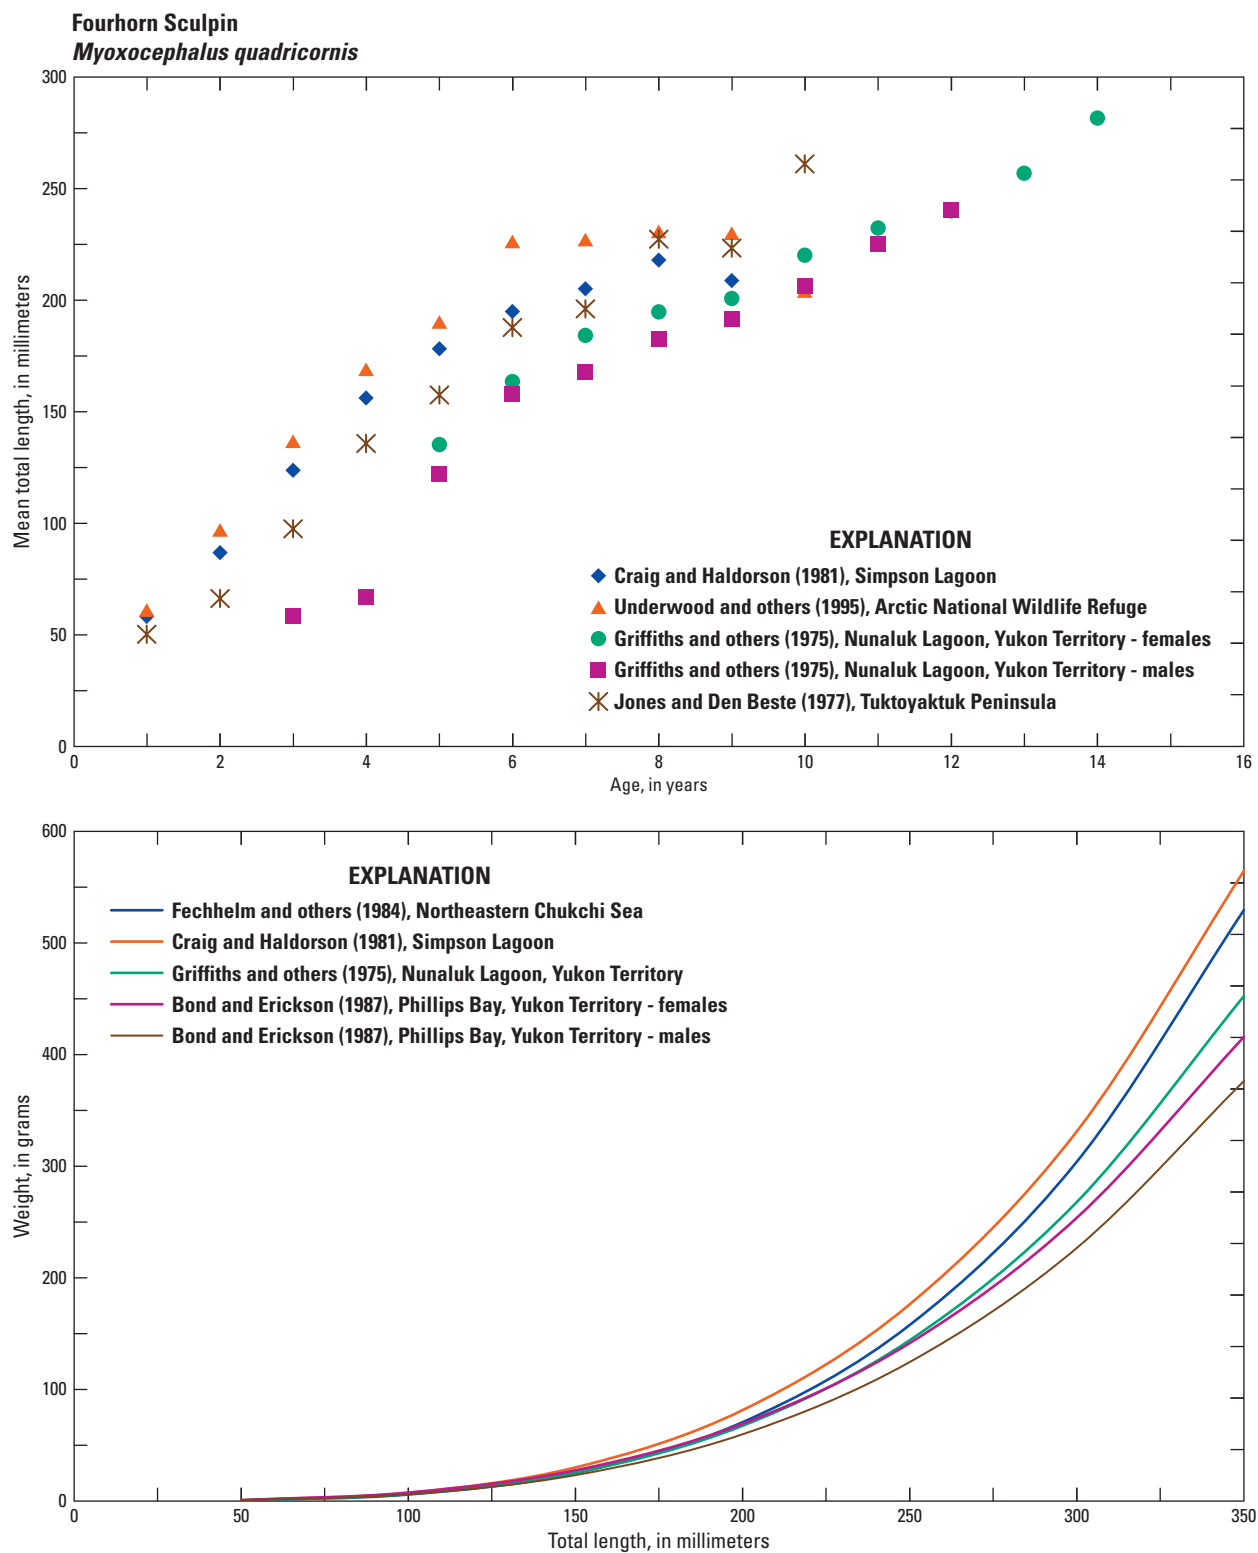 Fourhorn Sculpin
Myoxocephalus quadricornis
300
250
200
150
100
50
0
Mean total length, in millimeters
EXPLANATION
Craig and Haldorson (1981), Simpson Lagoon
Underwood and others (1995), Arctic National Wildlife Refuge
Griffiths and others (1975), Nunaluk Lagoon, Yukon Territory - females
Griffiths and others (1975), Nunaluk Lagoon, Yukon Territory - males
Jones and Den Beste (1977), Tuktoyaktuk Peninsula
0 2 4 6 8 10 12 14 16
Age, in years
600
500
400
300
200
100
0
Weight, in grams
EXPLANATION
Fechhelm and others (1984), Northeastern Chukchi Sea
Craig and Haldorson (1981), Simpson Lagoon
Griffiths and others (1975), Nunaluk Lagoon, Yukon Territory
Bond and Erickson (1987), Phillips Bay, Yukon Territory - females
Bond and Erickson (1987), Phillips Bay, Yukon Territory - males
0 50 100 150 200 250 300 350
Total length, in millimeters